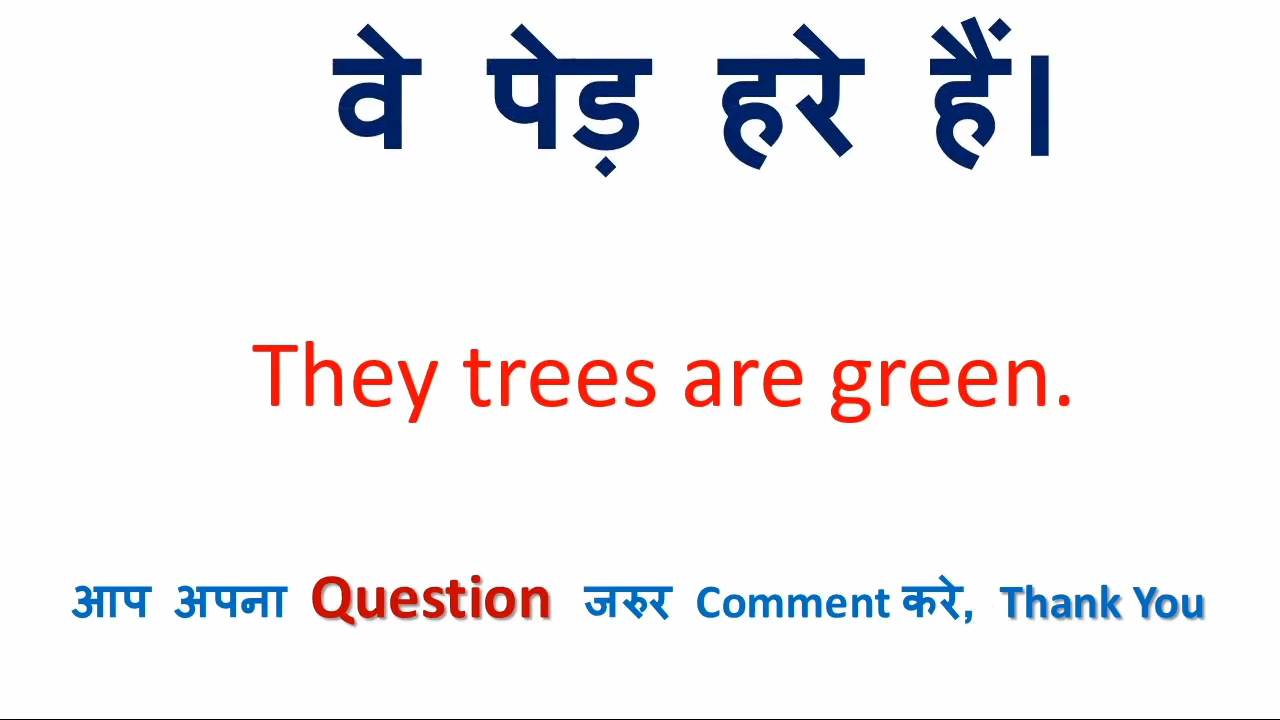 वे पेड़ हरे हैं।
They trees are green.
आप अपना Question जरुर Comment करे, Thank You